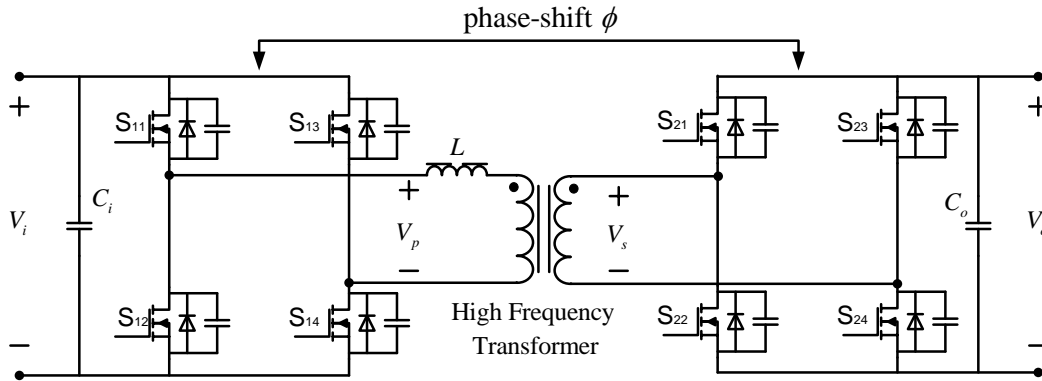 phase-shift ϕ
+
+
+
+
S11
S13
L
S21
S23
Ci
Vi
Vp
Vs
Co
S12
S14
High Frequency
Transformer
S22
S24
−
−
−
−